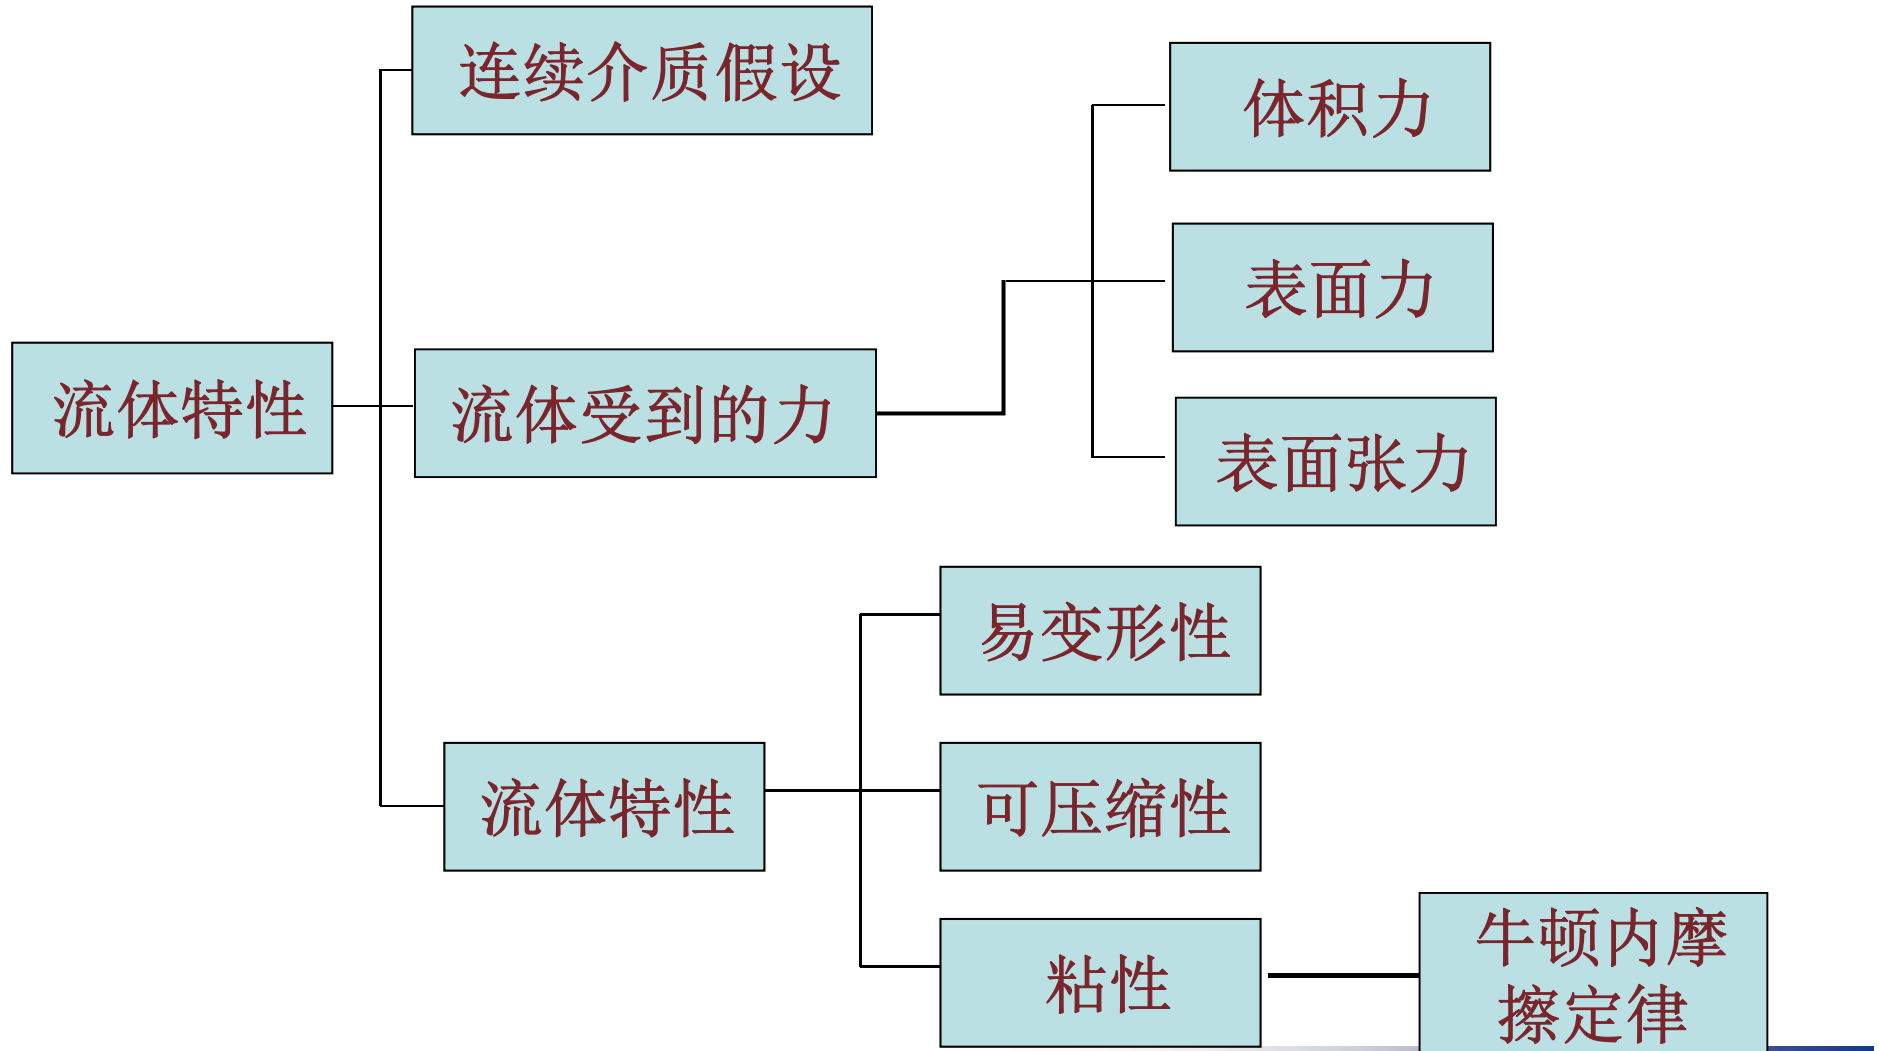 连续介质假设
体积力
表面力
流体特性
流体受到的力
表面张力
易变形性
流体特性
可压缩性
粘性
牛顿内摩
擦定律